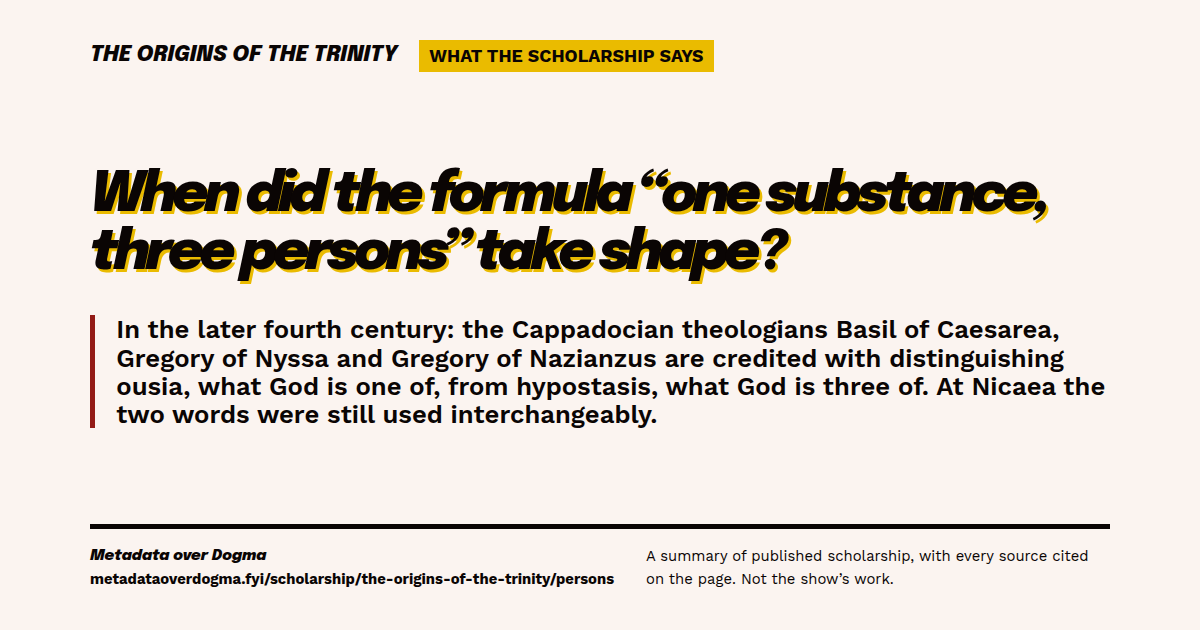 THE ORIGINS OF THE TRINITY
WHAT THE SCHOLARSHIP SAYS
When did the formula “one substance,
three persons” take shape?
In the later fourth century: the Cappadocian theologians Basil of Caesarea,
Gregory of Nyssa and Gregory of Nazianzus are credited with distinguishing
ousia, what God is one of, from hypostasis, what God is three of. At Nicaea the
two words were still used interchangeably.
Metadata over Dogma
metadataoverdogma.fyi/scholarship/the-origins-of-the-trinity/persons
A summary of published scholarship, with every source cited
on the page. Not the show’s work.